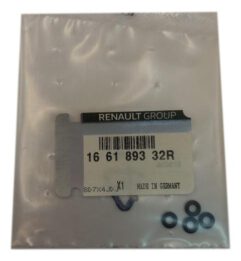 RENAULT GROUP
16 61 893 32R
X1 MADE IN GERMANY